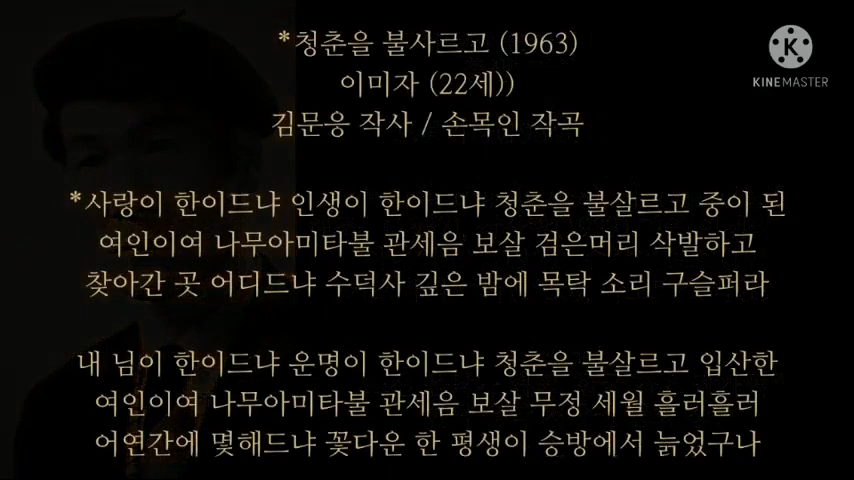 *청춘을 불사르고 (1963)
이미자 (22세))
김문응 작사 / 손목인 작곡
KINEMASTER
*사랑이 한이드냐 인생이 한이드냐 청춘을 불살르고 중이 된
여인이여 나무아미타불 관세음 보살 검은머리 삭발하고
찾아간 곳 어디드냐 수덕사 깊은 밤에 목탁 소리 구슬퍼라
내 님이 한이드냐 운명이 한이드냐 청춘을 불살르고 입산한
여인이여 나무아미타불 관세음 보살 무정 세월 흘러흘러
어연간에 몇해드냐 꽃다운 한 평생이 승방에서 늙었구나